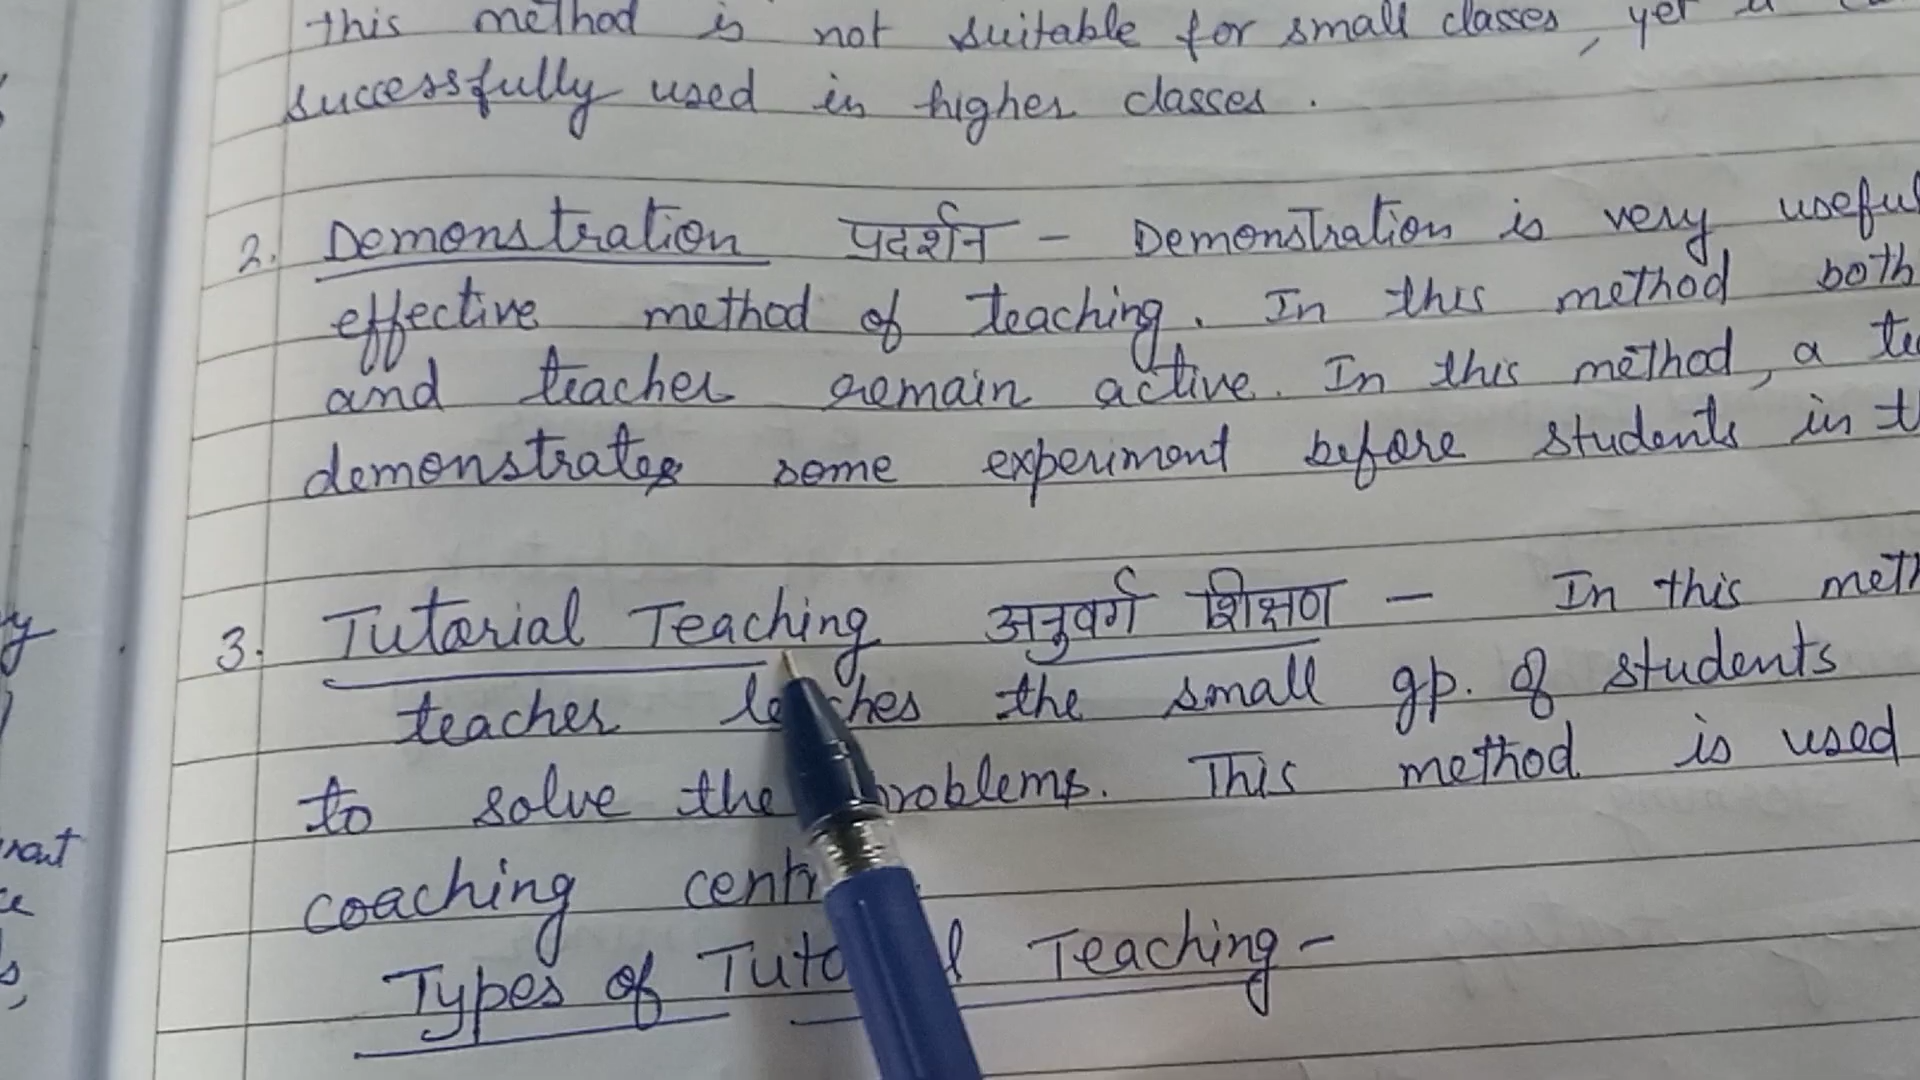 this method is not suitable for small classes, yet it
successfully used in higher classes.
2. Demonstration पदर्शन - Demonstration is very useful
effective method of teaching. In this method both
and teacher remain active. In this method, a
demonstrates some experiment before students in
3. Tutorial Teaching अनुवर्ग शिक्षण - In this
teacher the small gp. of students
to solve the problems. This method is used
coaching
Types of Teaching -